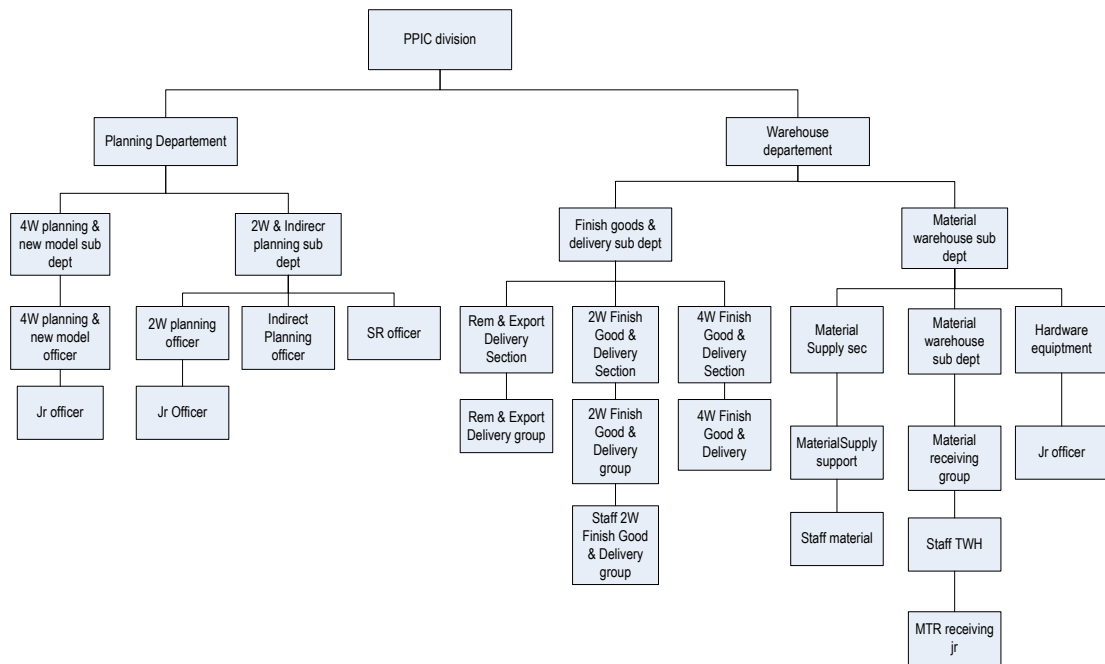 PPIC division
Planning Departement
Warehouse
departement
4W planning &
new model sub
dept
2W & Indirecr
planning sub
dept
Finish goods &
delivery sub dept
Material
warehouse sub
dept
4W planning &
new model
officer
2W planning
officer
Indirect
Planning
officer
SR officer
Rem & Export
Delivery
Section
2W Finish
Good &
Delivery
Section
4W Finish
Good &
Delivery
Section
Material
Supply sec
Material
warehouse
sub dept
Hardware
equiptment
Jr officer
Jr Officer
Rem & Export
Delivery group
2W Finish
Good &
Delivery
group
4W Finish
Good &
Delivery
MaterialSupply
support
Material
receiving
group
Jr officer
Staff 2W
Finish Good
& Delivery
group
Staff material
Staff TWH
MTR receiving
jr